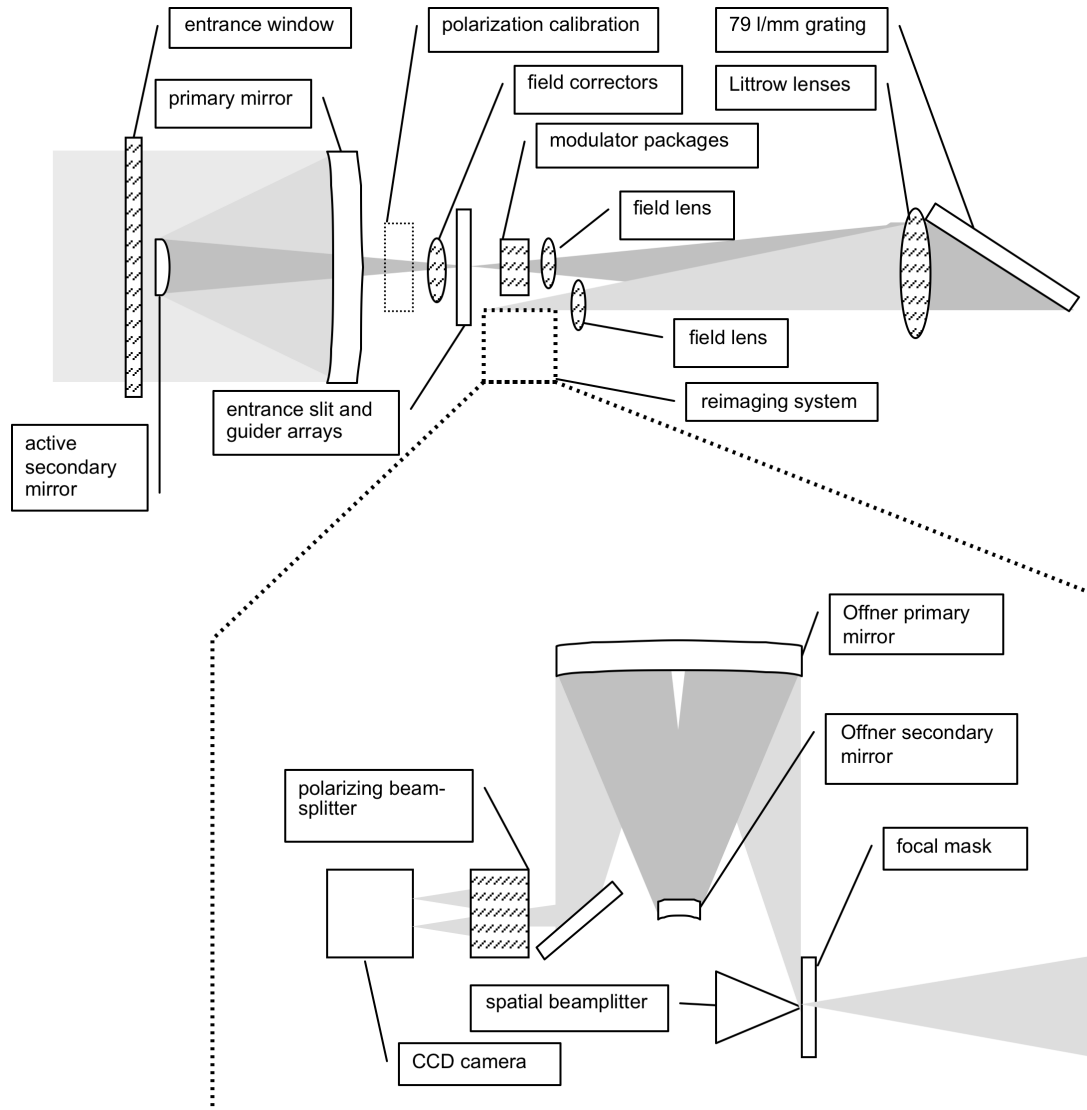 entrance window
polarization calibration
79 l/mm grating
primary mirror
field correctors
Littrow lenses
modulator packages
field lens
field lens
entrance slit and
guider arrays
reimaging system
active
secondary
mirror
Offner primary
mirror
Offner secondary
mirror
polarizing beam-
splitter
focal mask
spatial beamplitter
CCD camera